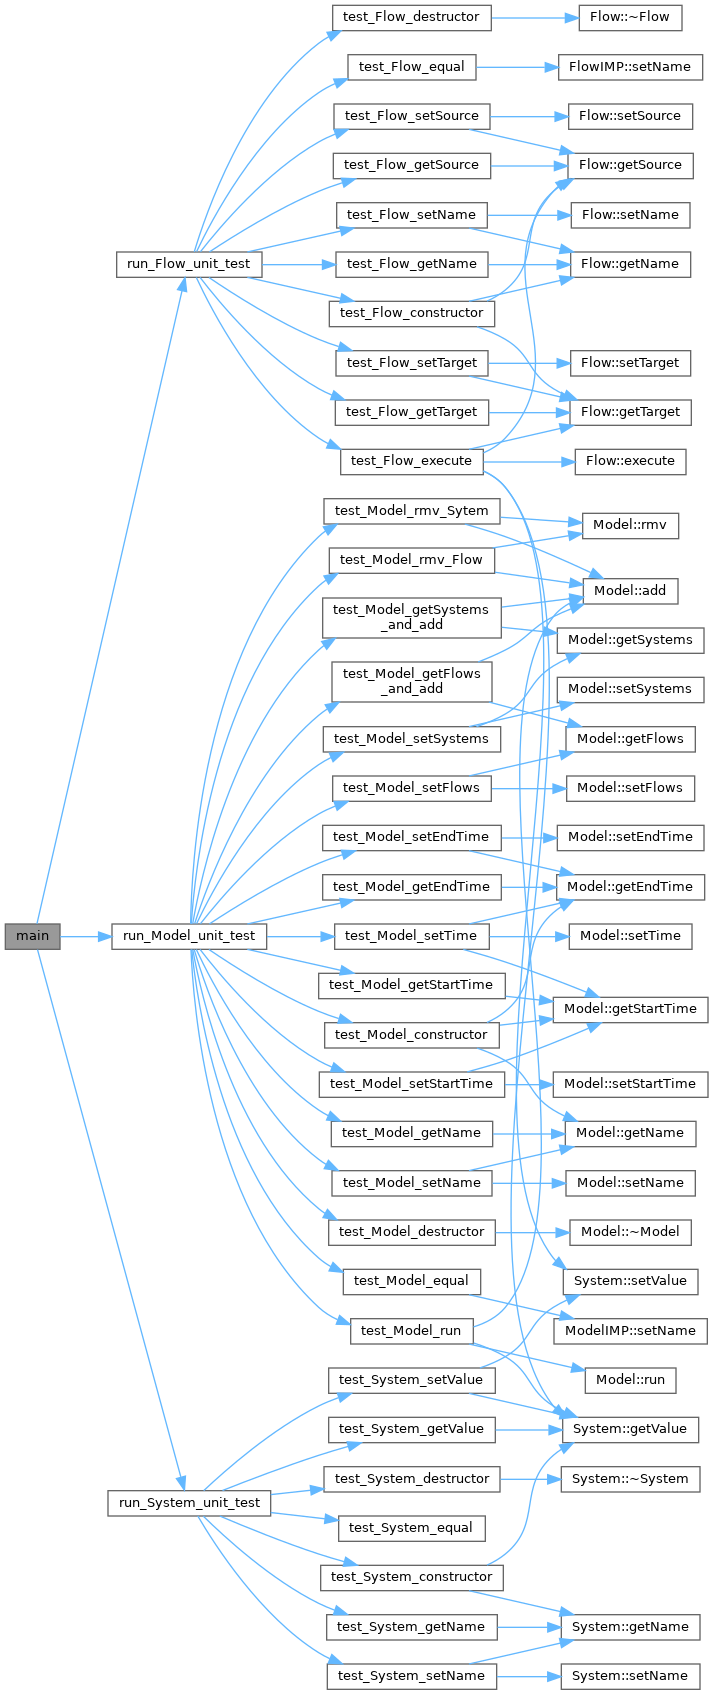 main
run_Flow_unit_test
run_Model_unit_test
run_System_unit_test
test_Flow_destructor
test_Flow_equal
test_Flow_setSource
test_Flow_getSource
test_Flow_setName
test_Flow_getName
test_Flow_constructor
test_Flow_setTarget
test_Flow_getTarget
test_Flow_execute
test_Model_rmv_Sytem
test_Model_rmv_Flow
test_Model_getSystems
_and_add
test_Model_getFlows
_and_add
test_Model_setSystems
test_Model_setFlows
test_Model_setEndTime
test_Model_getEndTime
test_Model_setTime
test_Model_getStartTime
test_Model_constructor
test_Model_setStartTime
test_Model_getName
test_Model_setName
test_Model_destructor
test_Model_equal
test_Model_run
test_System_setValue
test_System_getValue
test_System_destructor
test_System_equal
test_System_constructor
test_System_getName
test_System_setName
Flow::~Flow
FlowIMP::setName
Flow::setSource
Flow::getSource
Flow::setName
Flow::getName
Flow::setTarget
Flow::getTarget
Flow::execute
Model::rmv
Model::add
Model::getSystems
Model::setSystems
Model::getFlows
Model::setFlows
Model::setEndTime
Model::getEndTime
Model::setTime
Model::getStartTime
Model::setStartTime
Model::getName
Model::setName
Model::~Model
System::setValue
ModelIMP::setName
Model::run
System::getValue
System::~System
System::getName
System::setName